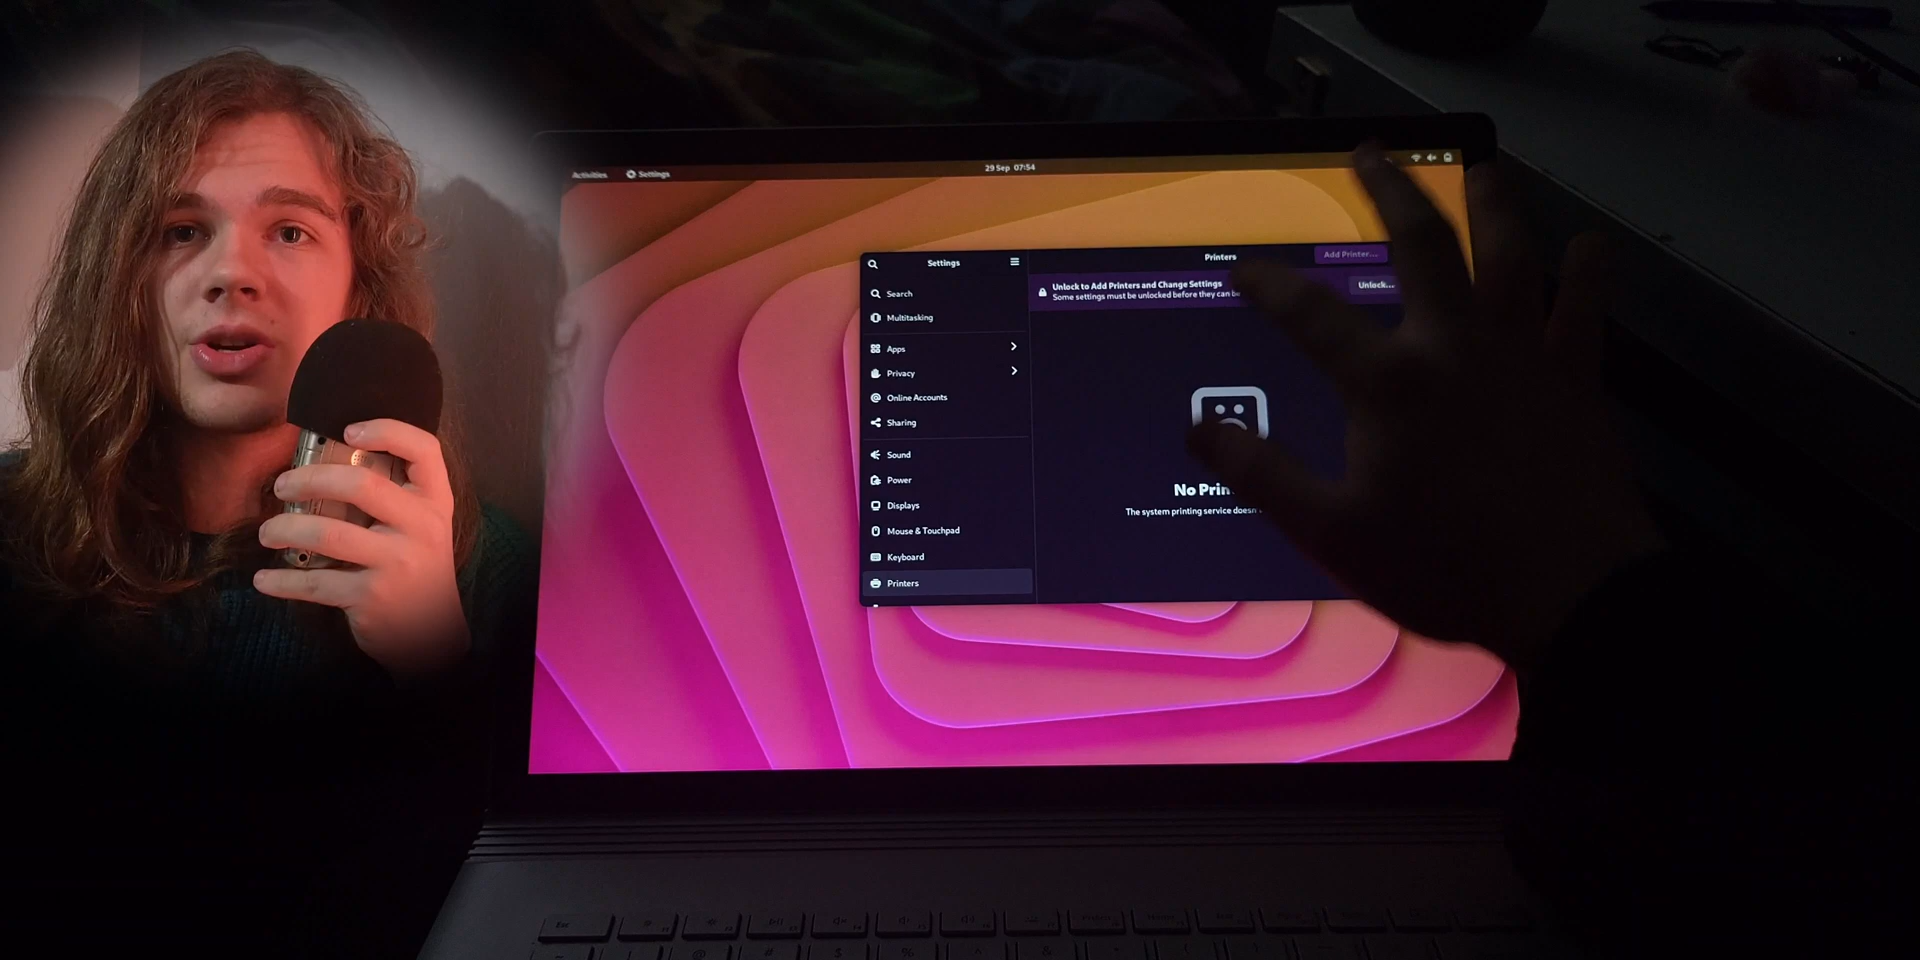 Activities
Settings
29 Sep 07:54
Settings
Search
Multitasking
Apps
Privacy
Online Accounts
Sharing
Sound
Power
Displays
Mouse & Touchpad
Keyboard
Printers
Printers
Add Printer...
Unlock to Add Printers and Change Settings
Some settings must be unlocked before they can be
Unlock...
No
The system printing service
Esc